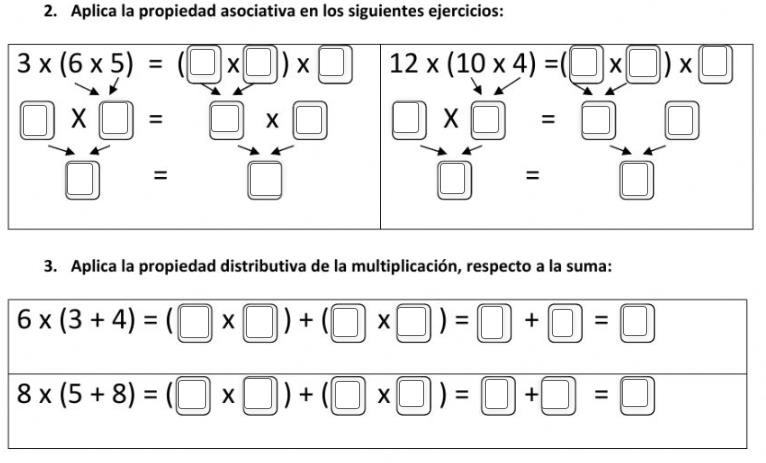 2. Aplica la propiedad asociativa en los siguientes ejercicios:
3 x (6 x 5) = (□ x □) x □
12 x (10 x 4) =(□ x □) x □
□ X □ = □ x □
□ X □ = □ □
□ = □
□ = □
3. Aplica la propiedad distributiva de la multiplicación, respecto a la suma:
6 x (3 + 4) = (□ x □) + (□ x □) = □ + □ = □
8 x (5 + 8) = (□ x □) + (□ x □) = □ + □ = □